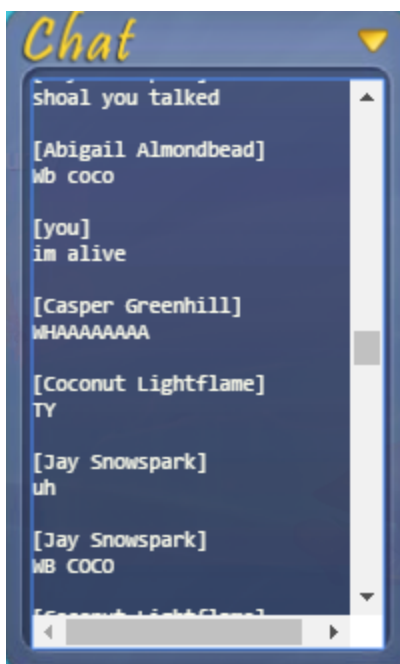 Chat
shoal you talked
[Abigail Almondbead]
Wb coco
[you]
im alive
[Casper Greenhill]
WHAAAAAAAA
[Coconut Lightflame]
TY
[Jay Snowspark]
uh
[Jay Snowspark]
WB COCO